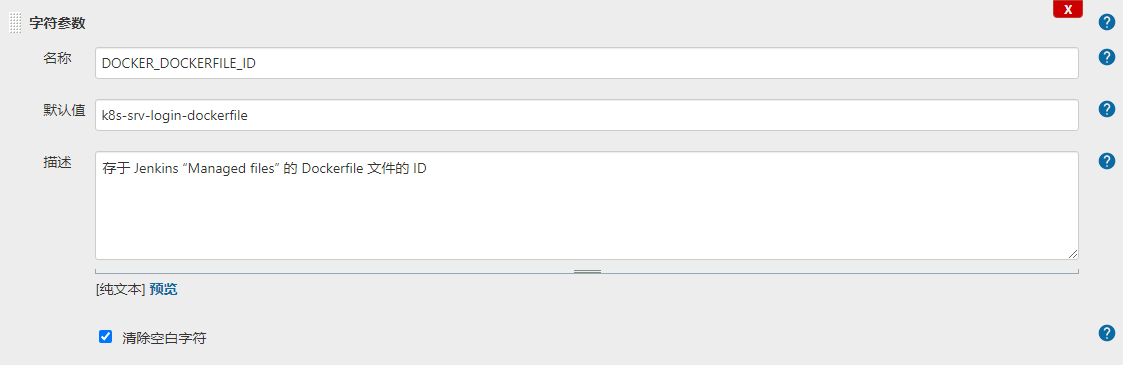 字符参数
X
?
名称
DOCKER_DOCKERFILE_ID
?
默认值
k8s-srv-login-dockerfile
?
描述
存于 Jenkins “Managed files” 的 Dockerfile 文件的 ID
?
[纯文本] 预览
清除空白字符
?